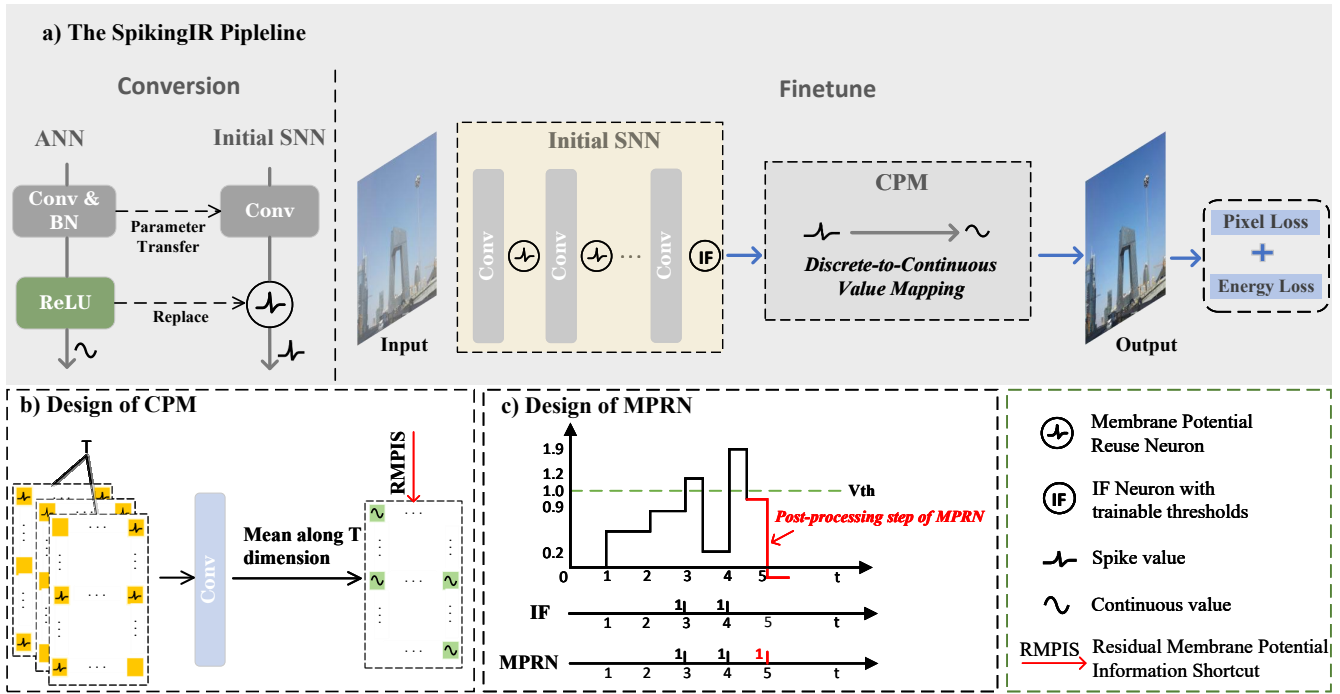 a) The SpikingIR Pipleline
Conversion
Finetune
ANN
Initial SNN
Conv &
BN
Parameter
Transfer
Conv
ReLU
Replace
Input
Initial SNN
Conv
Conv
...
Conv
IF
CPM
Discrete-to-Continuous
Value Mapping
Output
Pixel Loss
+
Energy Loss
b) Design of CPM
T
Conv
Mean along T
dimension
RMPIS
c) Design of MPRN
1.9
1.2
1.0
0.9
0.2
0
Vth
Post-processing step of MPRN
1 2 3 4 5 t
IF
1 1
1 2 3 4 5 t
MPRN
1 1 1
1 2 3 4 5 t
Membrane Potential
Reuse Neuron
IF
IF Neuron with
trainable thresholds
Spike value
Continuous value
RMPIS
Residual Membrane Potential
Information Shortcut